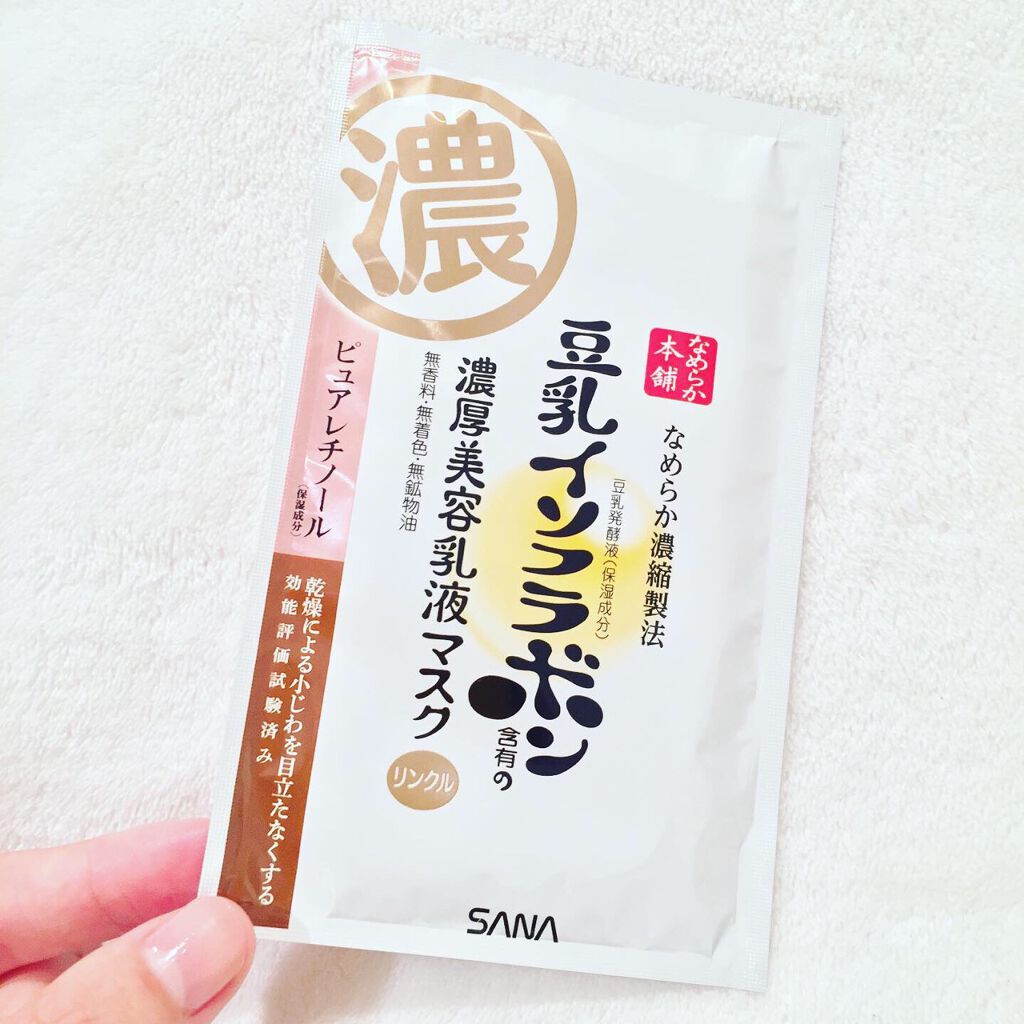 濃
なめらか
本舗
なめらか濃縮製法
豆乳発酵液(保湿成分)
豆乳イソフラボン
含有の
濃厚美容乳液マスク
リンクル
無香料・無着色・無鉱物油
ピュアレチノール
(保湿成分)
乾燥による小じわを目立たなくする
効能評価試験済み
SANA